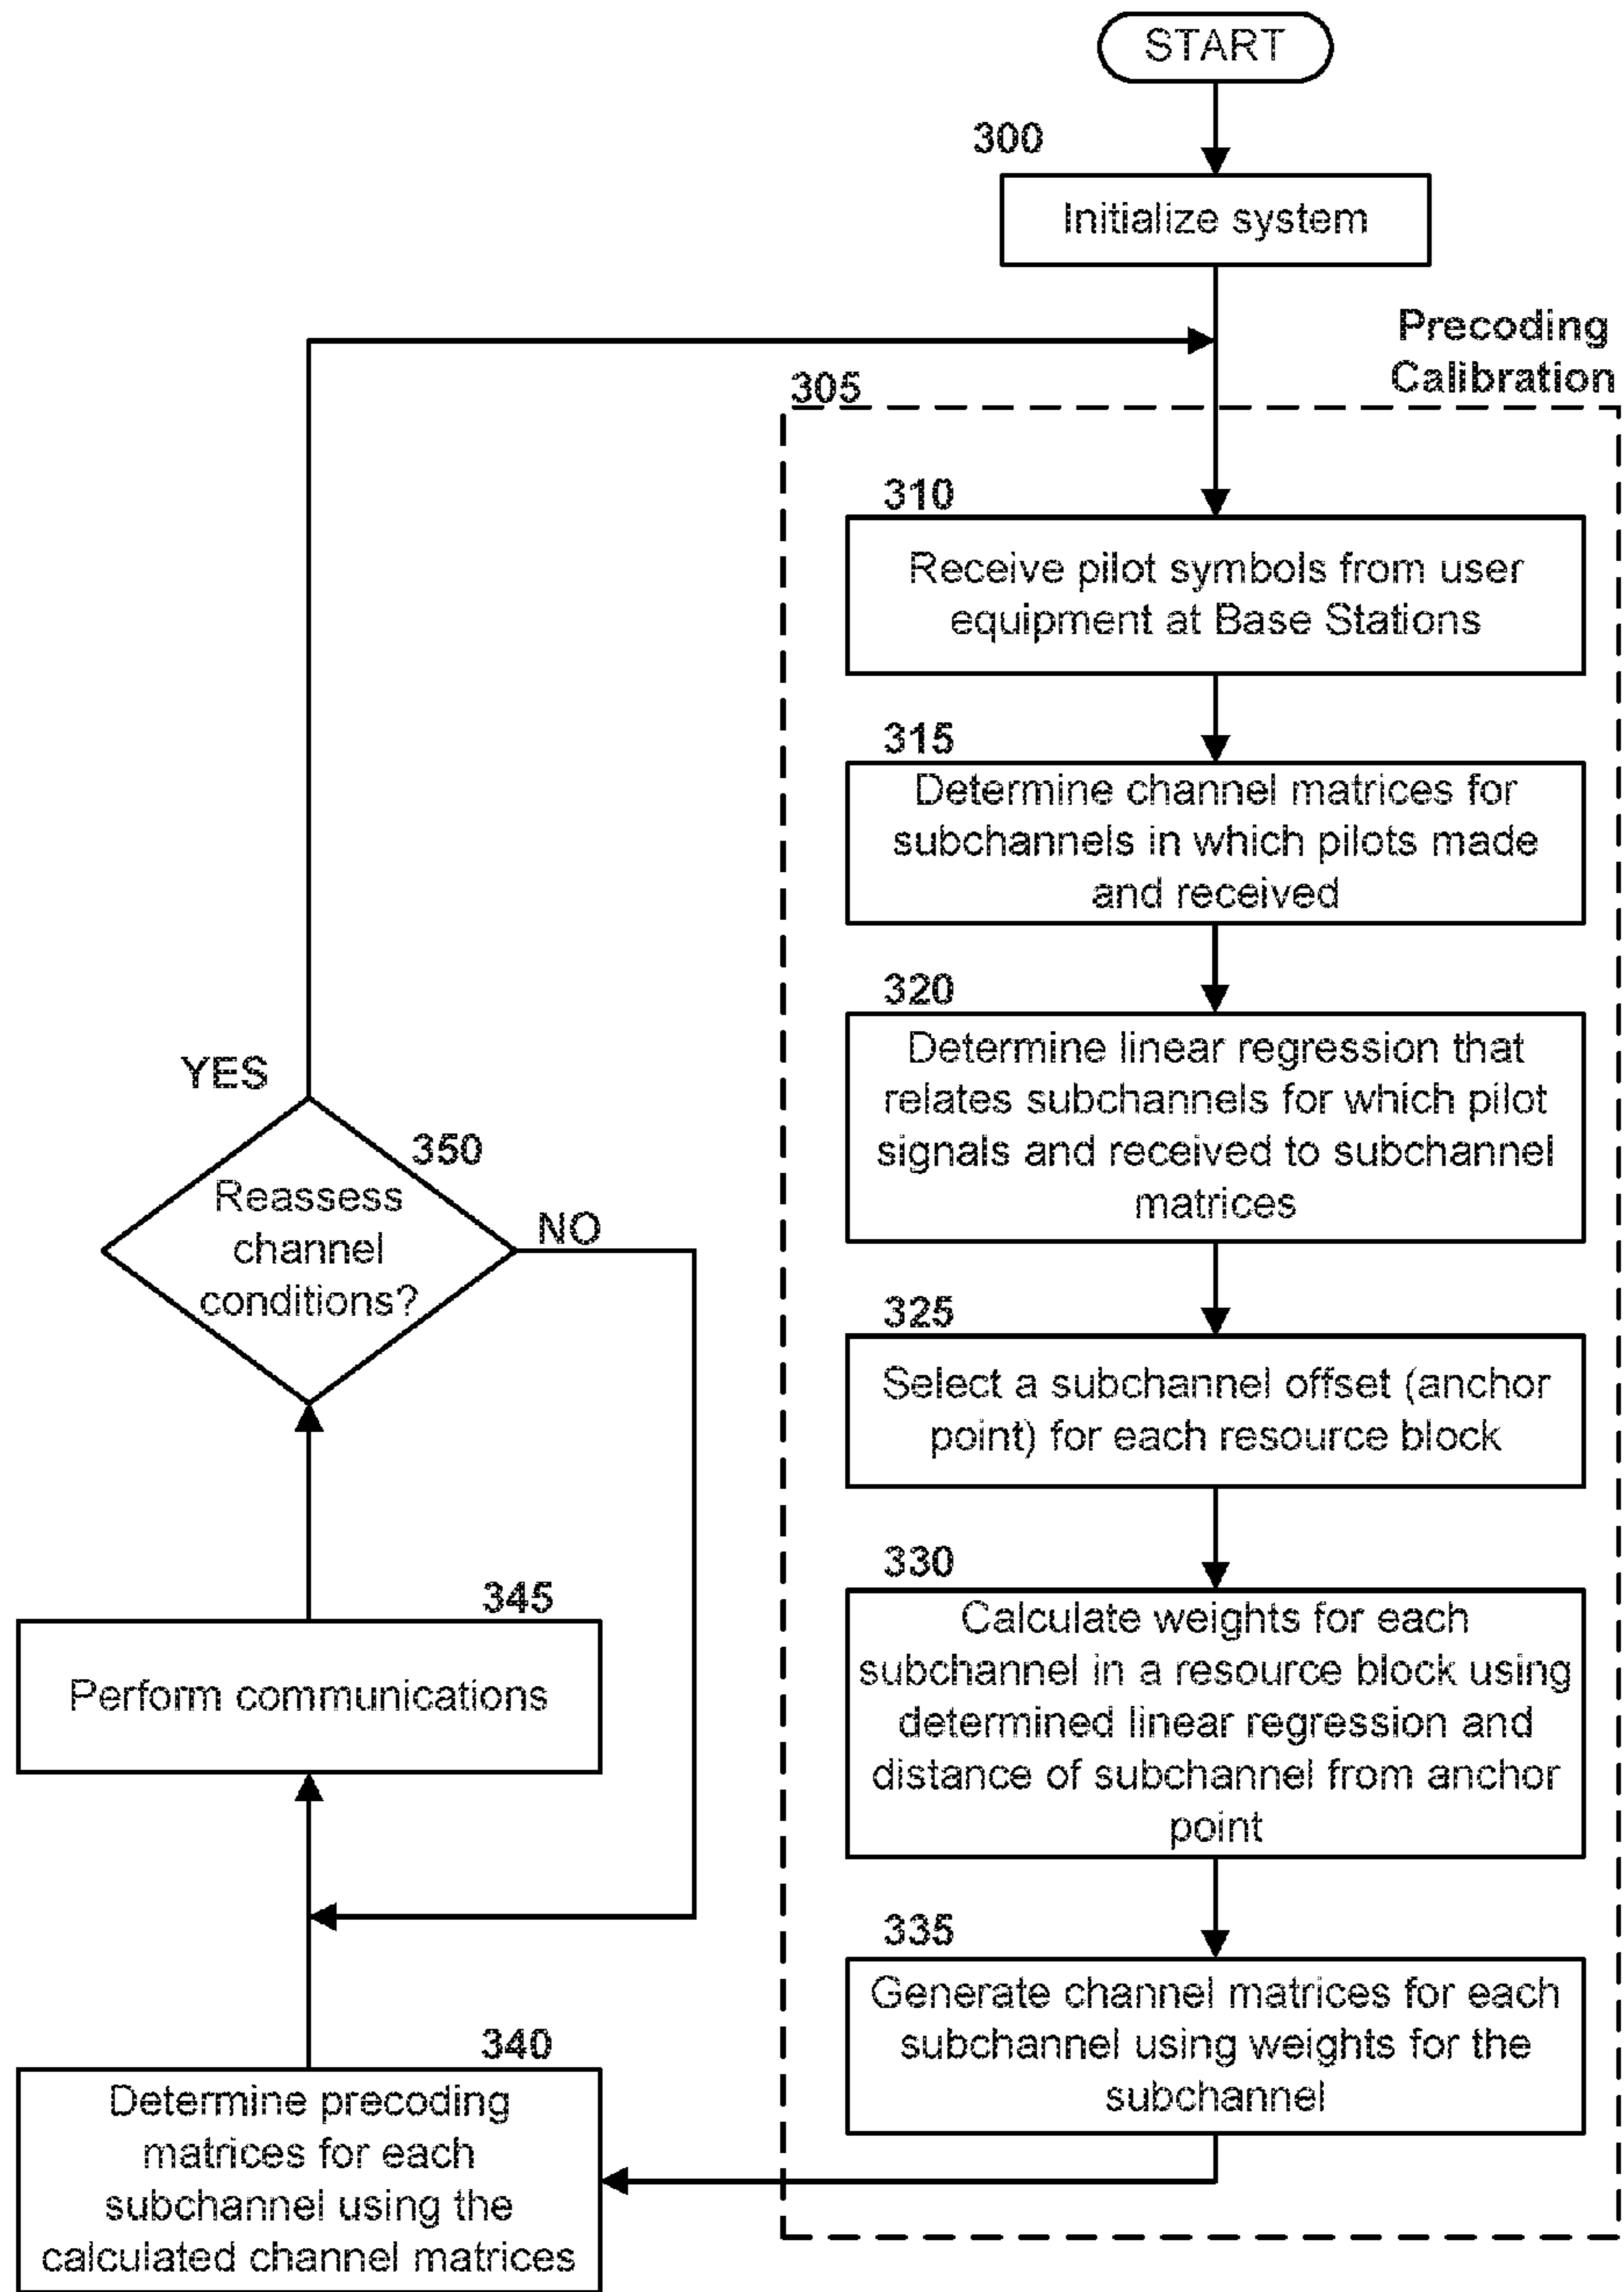 START
300
Initialize system
Precoding
Calibration
305
310
Receive pilot symbols from user
equipment at Base Stations
315
Determine channel matrices for
subchannels in which pilots made
and received
320
Determine linear regression that
relates subchannels for which pilot
signals and received to subchannel
matrices
325
Select a subchannel offset (anchor
point) for each resource block
330
Calculate weights for each
subchannel in a resource block using
determined linear regression and
distance of subchannel from anchor
point
335
Generate channel matrices for each
subchannel using weights for the
subchannel
340
Determine precoding
matrices for each
subchannel using the
calculated channel matrices
345
Perform communications
350
Reassess
channel
conditions?
YES
NO